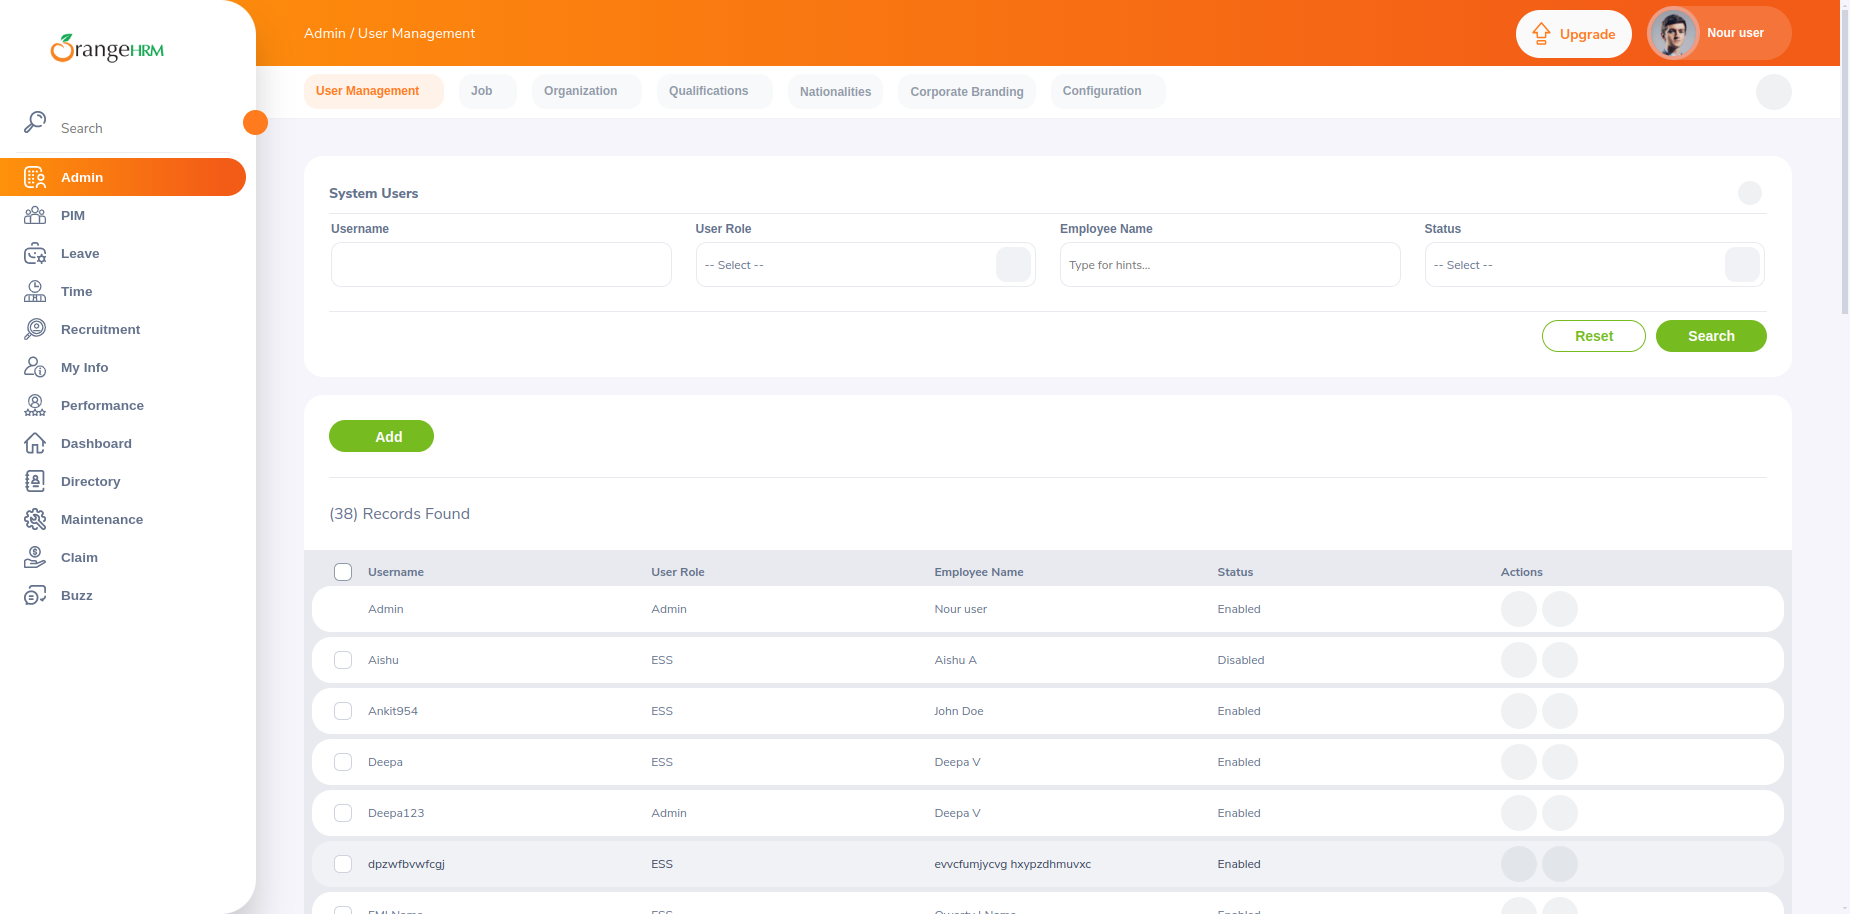 OrangeHRM
Admin / User Management
Upgrade
Nour user
User Management
Job
Organization
Qualifications
Nationalities
Corporate Branding
Configuration
Search
Admin
PIM
Leave
Time
Recruitment
My Info
Performance
Dashboard
Directory
Maintenance
Claim
Buzz
System Users
Username User Role Employee Name Status
-- Select -- Type for hints... -- Select --
Reset Search
Add
(38) Records Found
Username User Role Employee Name Status Actions
Admin Admin Nour user Enabled
Aishu ESS Aishu A Disabled
Ankit954 ESS John Doe Enabled
Deepa ESS Deepa V Enabled
Deepa123 Admin Deepa V Enabled
dpzwfbvwfcgj ESS evvcfumjycvg hxypzdhmuvxc Enabled
ESS Enabled